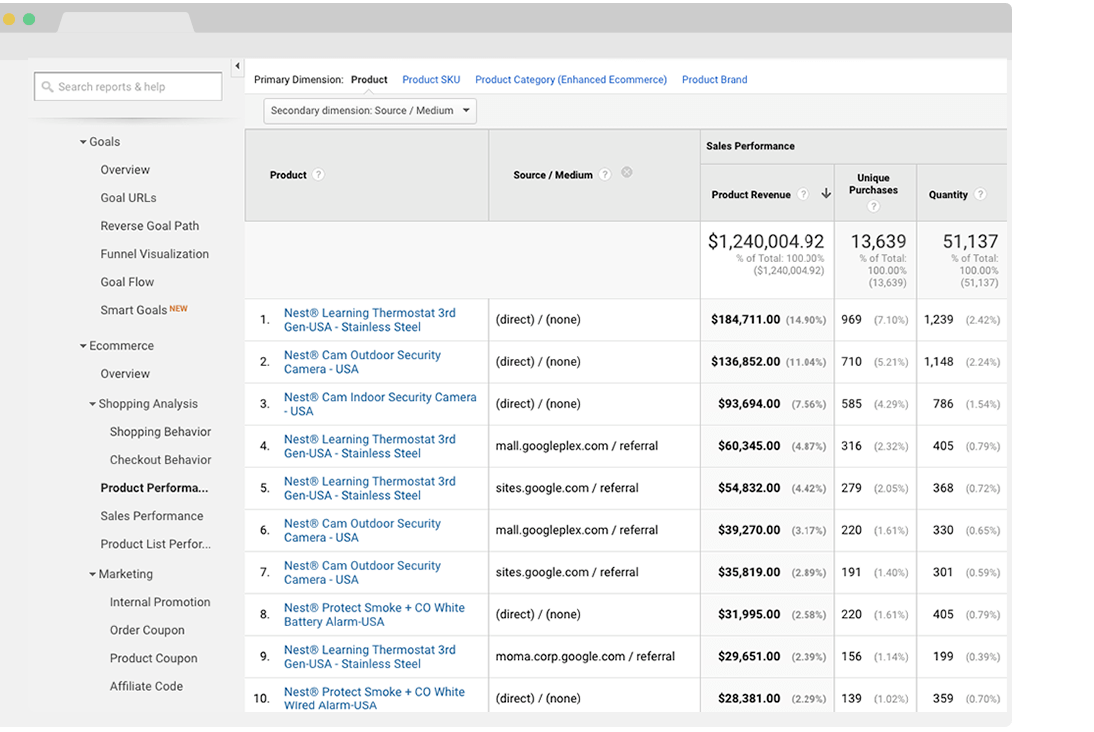 Search reports & help
Goals
Overview
Goal URLs
Reverse Goal Path
Funnel Visualization
Goal Flow
Smart Goals NEW
Ecommerce
Overview
Shopping Analysis
Shopping Behavior
Checkout Behavior
Product Performa...
Sales Performance
Product List Perfor...
Marketing
Internal Promotion
Order Coupon
Product Coupon
Affiliate Code
Primary Dimension: Product Product SKU Product Category (Enhanced Ecommerce) Product Brand
Secondary dimension: Source / Medium
Product ?
Source / Medium ?
Sales Performance
Product Revenue ?
Unique
Purchases
?
Quantity ?
$1,240,004.92
% of Total: 100.00%
($1,240,004.92)
13,639
% of Total:
100.00%
(13,639)
51,137
% of Total:
100.00%
(51,137)
1. Nest® Learning Thermostat 3rd
Gen-USA - Stainless Steel
(direct) / (none) $184,711.00 (14.90%) 969 (7.10%) 1,239 (2.42%)
2. Nest® Cam Outdoor Security
Camera - USA
(direct) / (none) $136,852.00 (11.04%) 710 (5.21%) 1,148 (2.24%)
3. Nest® Cam Indoor Security Camera
- USA
(direct) / (none) $93,694.00 (7.56%) 585 (4.29%) 786 (1.54%)
4. Nest® Learning Thermostat 3rd
Gen-USA - Stainless Steel
mall.googleplex.com / referral $60,345.00 (4.87%) 316 (2.32%) 405 (0.79%)
5. Nest® Learning Thermostat 3rd
Gen-USA - Stainless Steel
sites.google.com / referral $54,832.00 (4.42%) 279 (2.05%) 368 (0.72%)
6. Nest® Cam Outdoor Security
Camera - USA
mall.googleplex.com / referral $39,270.00 (3.17%) 220 (1.61%) 330 (0.65%)
7. Nest® Cam Outdoor Security
Camera - USA
sites.google.com / referral $35,819.00 (2.89%) 191 (1.40%) 301 (0.59%)
8. Nest® Protect Smoke + CO White
Battery Alarm-USA
(direct) / (none) $31,995.00 (2.58%) 220 (1.61%) 405 (0.79%)
9. Nest® Learning Thermostat 3rd
Gen-USA - Stainless Steel
moma.corp.google.com / referral $29,651.00 (2.39%) 156 (1.14%) 199 (0.39%)
10. Nest® Protect Smoke + CO White
Wired Alarm-USA
(direct) / (none) $28,381.00 (2.29%) 139 (1.02%) 359 (0.70%)